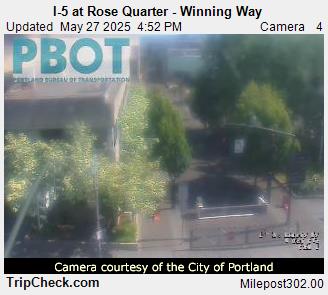 I-5 at Rose Quarter - Winning Way
Updated May 27 2025 4:52 PM Camera 4
PBOT
PORTLAND BUREAU OF TRANSPORTATION
Camera courtesy of the City of Portland
TripCheck.com Milepost302.00